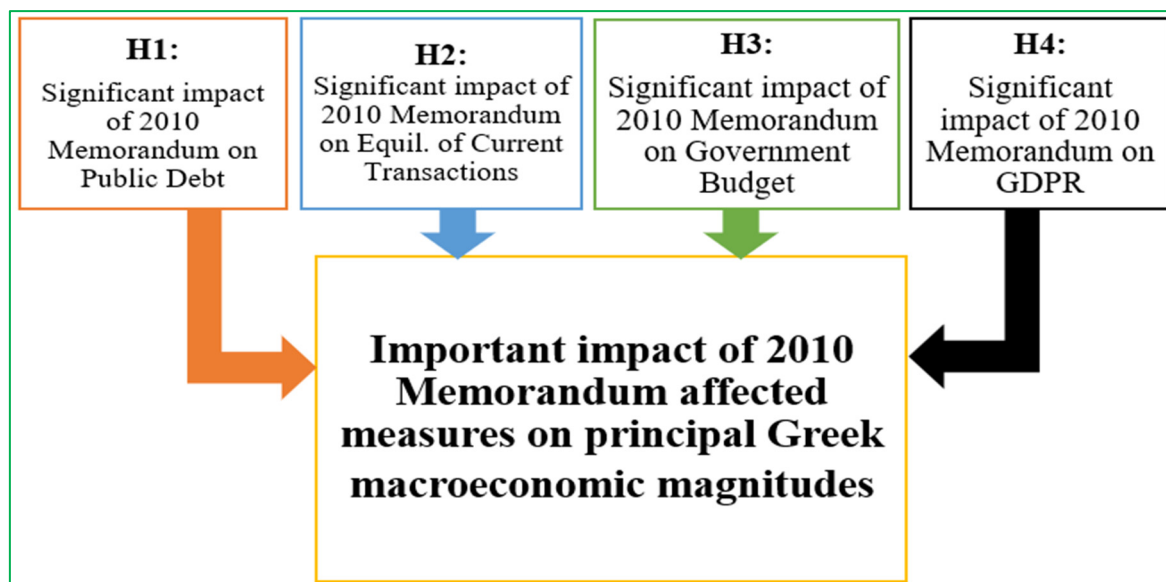 H1:
Significant impact
of 2010
Memorandum on
Public Debt
H2:
Significant impact of
2010 Memorandum
on Equil. of Current
Transactions
H3:
Significant impact of
2010 Memorandum
on Government
Budget
H4:
Significant
impact of 2010
Memorandum on
GDPR
Important impact of 2010
Memorandum affected
measures on principal Greek
macroeconomic magnitudes